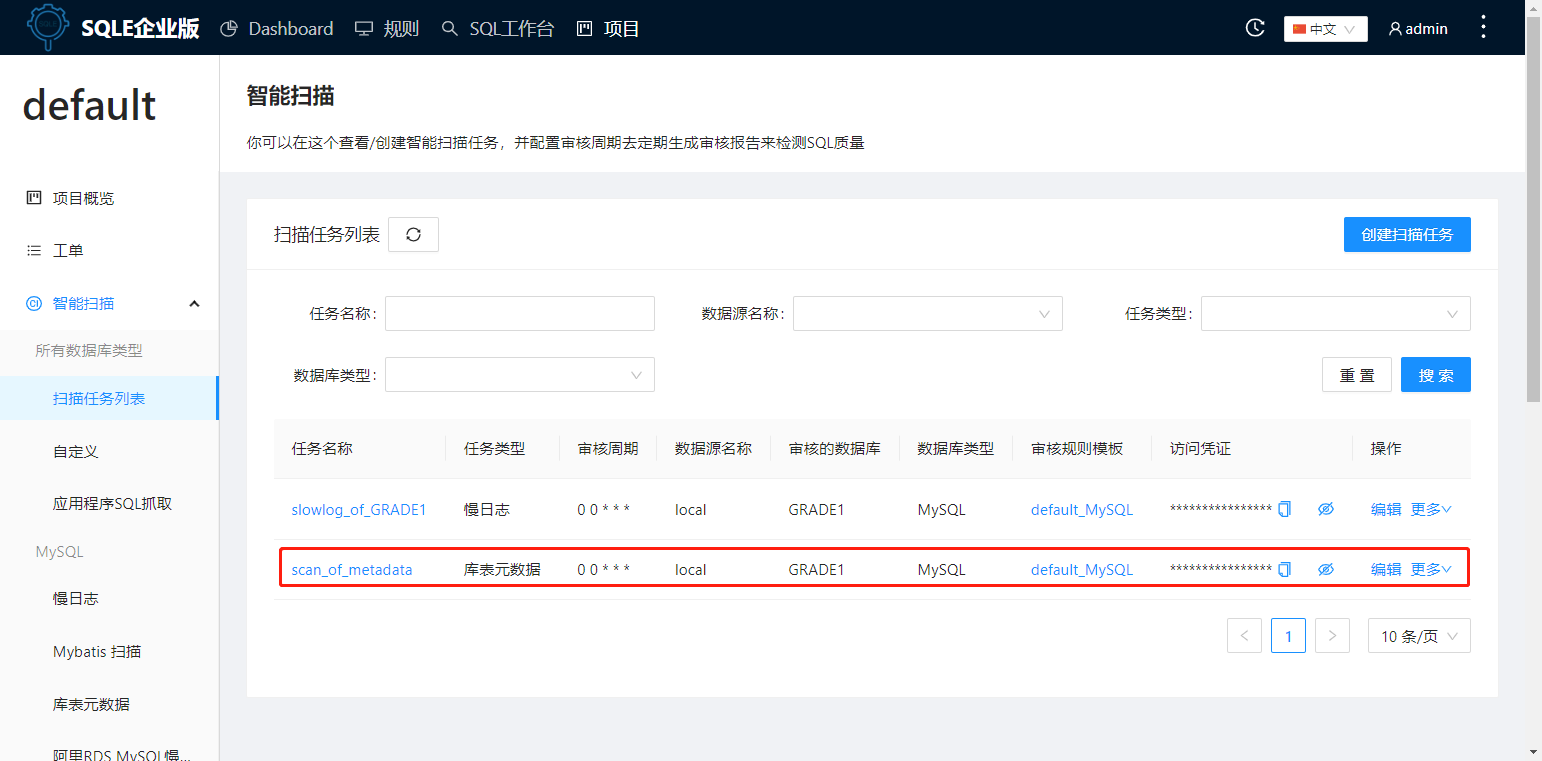 SQLE企业版 Dashboard 规则 SQL工作台 项目 中文 admin
default
项目概览
工单
智能扫描
所有数据库类型
扫描任务列表
自定义
应用程序SQL抓取
MySQL
慢日志
Mybatis 扫描
库表元数据
阿里RDS MySQL慢...
智能扫描
你可以在这个查看/创建智能扫描任务，并配置审核周期去定期生成审核报告来检测SQL质量
扫描任务列表 创建扫描任务
任务名称： 数据源名称： 任务类型：
数据库类型： 重 置 搜 索
任务名称 任务类型 审核周期 数据源名称 审核的数据库 数据库类型 审核规则模板 访问凭证 操作
slowlog_of_GRADE1 慢日志 0 0 * * * local GRADE1 MySQL default_MySQL **************** 编辑 更多
scan_of_metadata 库表元数据 0 0 * * * local GRADE1 MySQL default_MySQL **************** 编辑 更多
< 1 > 10 条/页